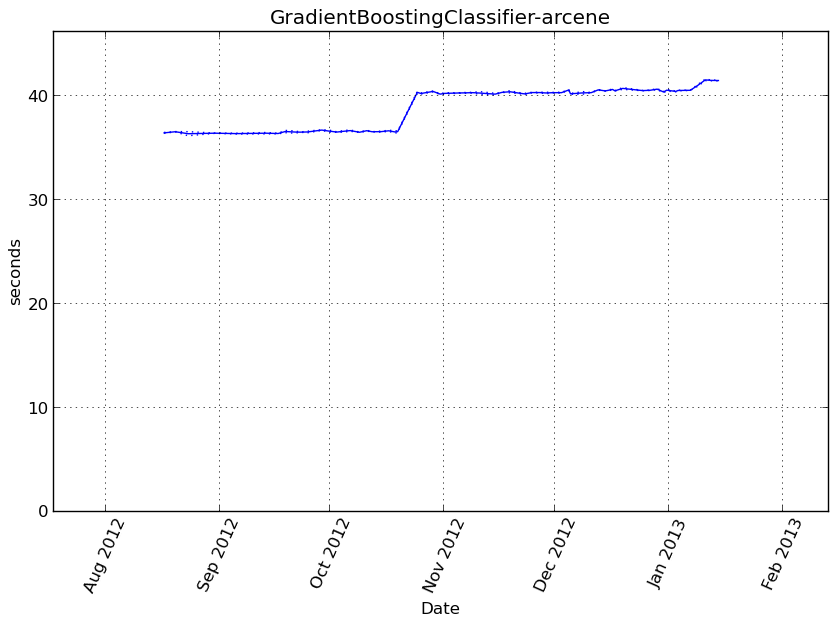 GradientBoostingClassifier-arcene
40
30
20
10
0
seconds
Aug 2012
Sep 2012
Oct 2012
Nov 2012
Dec 2012
Jan 2013
Feb 2013
Date